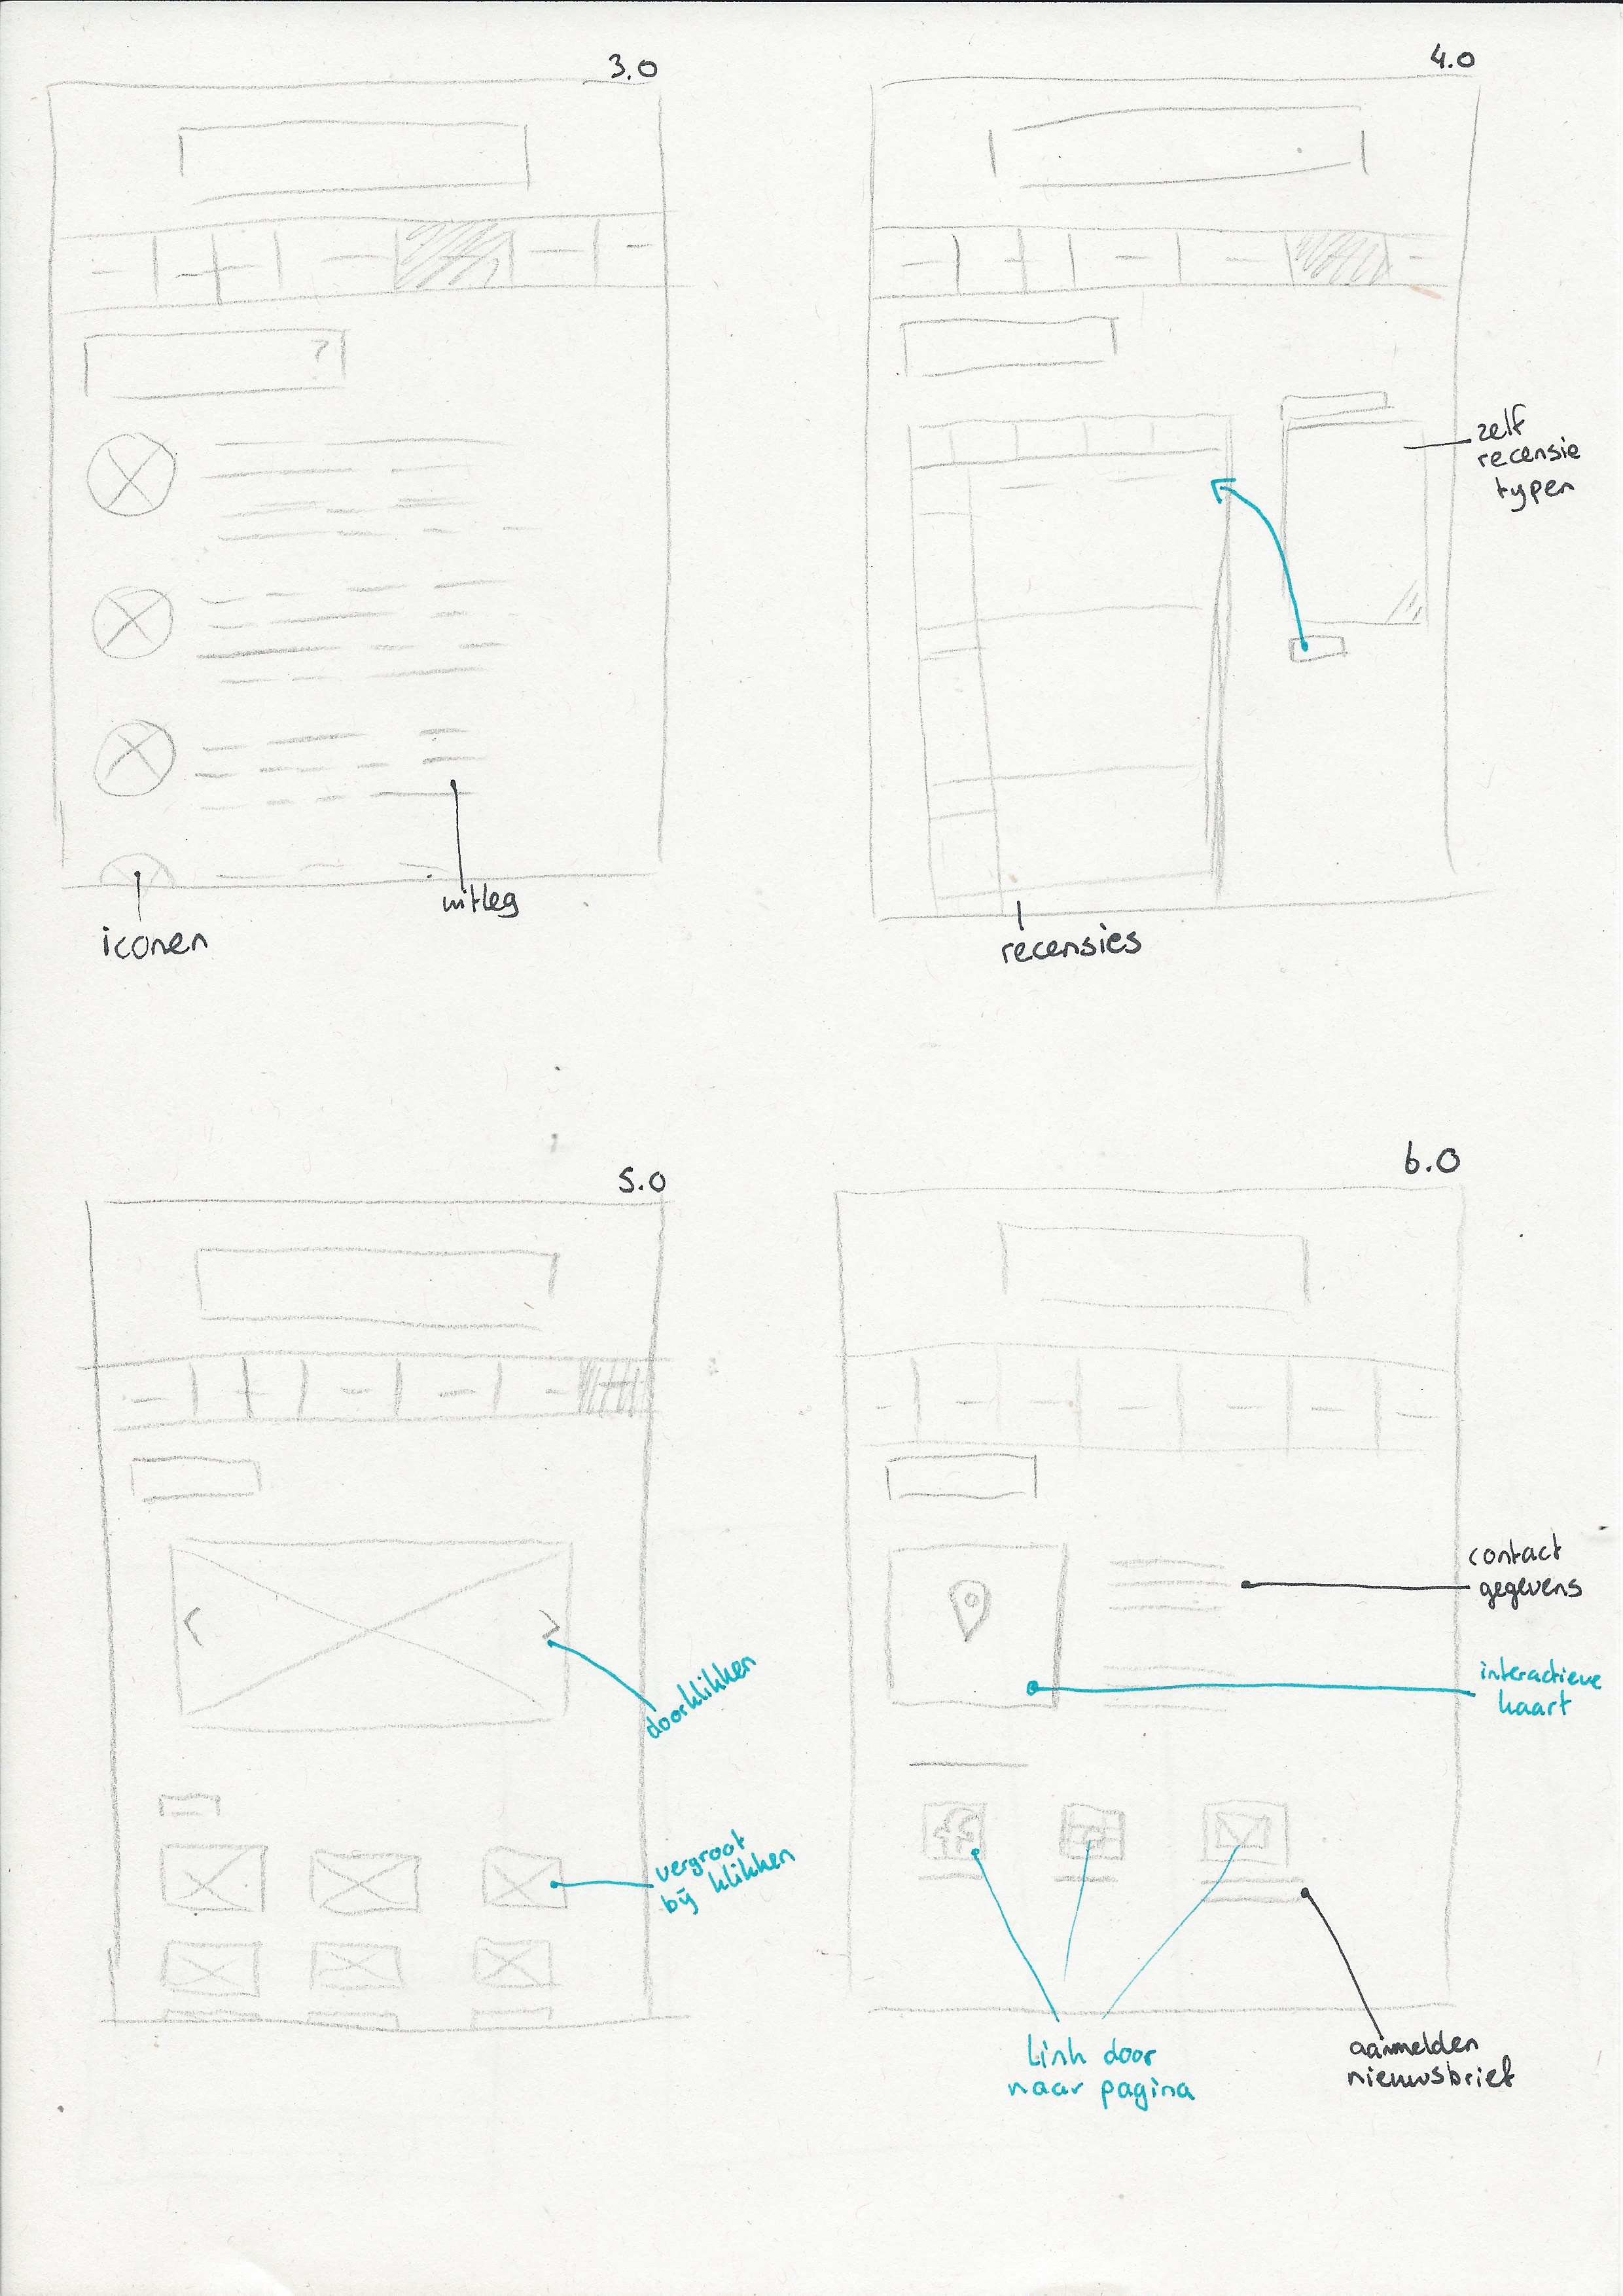 3.0
?
iconen
uitleg
4.0
zelf
recensie
typen
recensies
5.0
doorklikken
vergroot
bij klikken
6.0
contact
gegevens
interactieve
kaart
f
Link door
naar pagina
aanmelden
nieuwsbrief